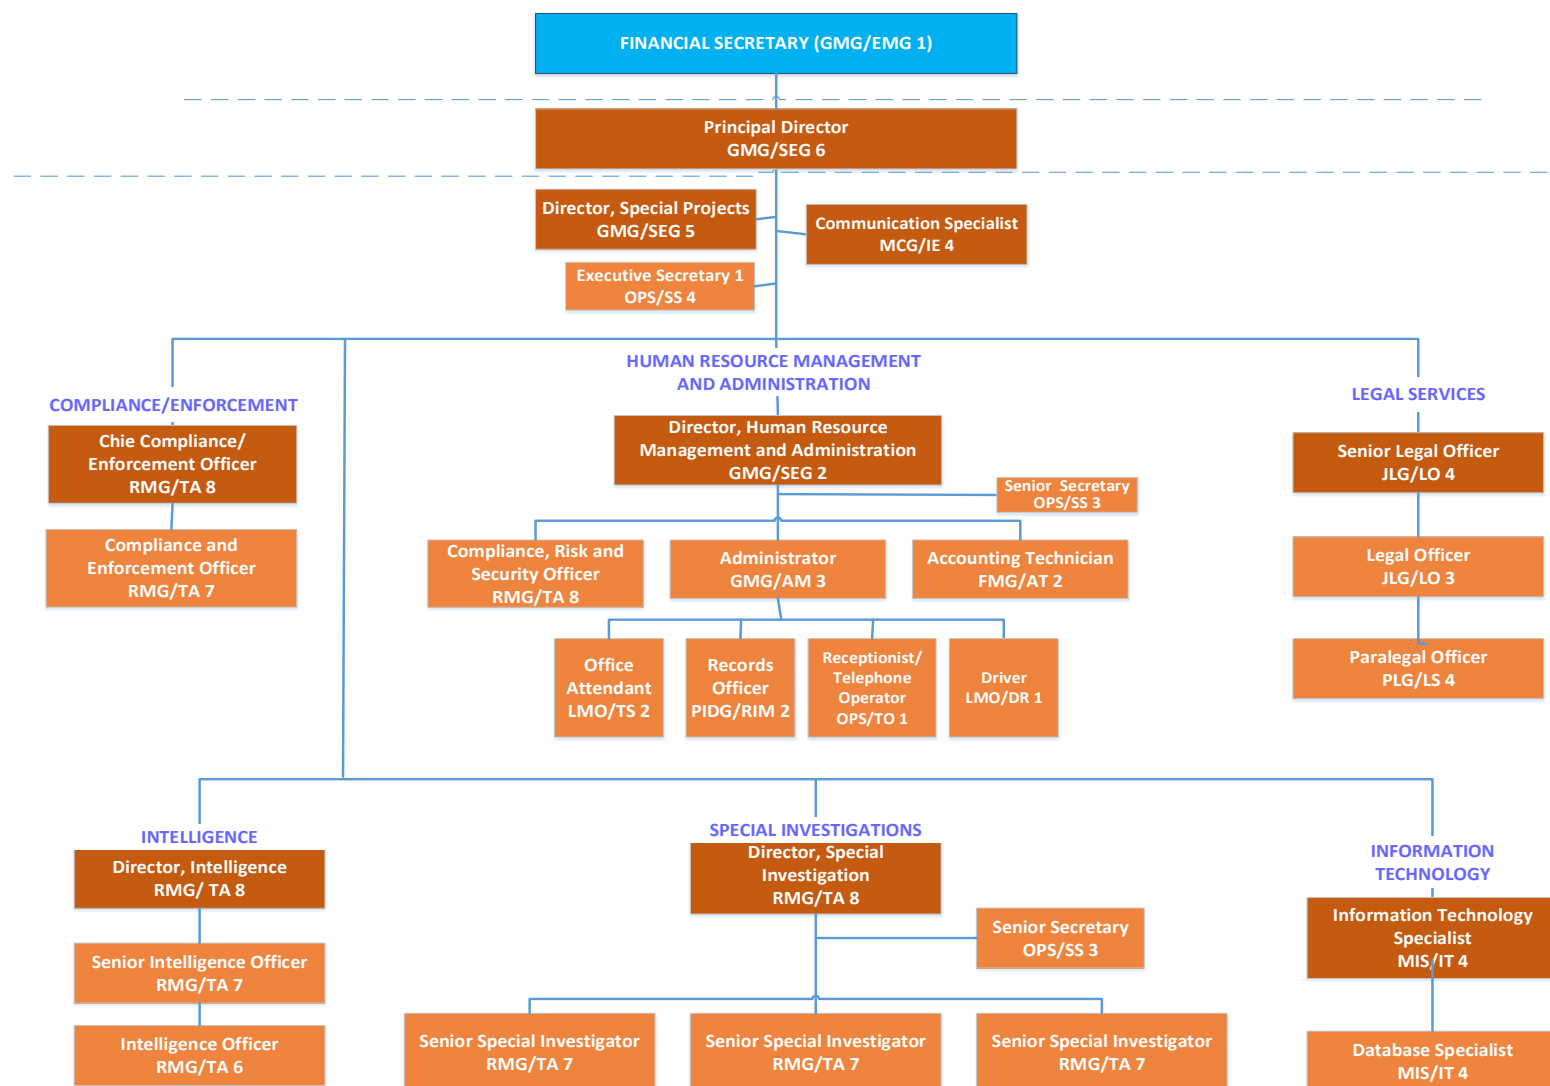 FINANCIAL SECRETARY (GMG/EMG 1)
Principal Director
GMG/SEG 6
Director, Special Projects
GMG/SEG 5
Communication Specialist
MCG/IE 4
Executive Secretary 1
OPS/SS 4
COMPLIANCE/ENFORCEMENT
Chie Compliance/
Enforcement Officer
RMG/TA 8
Compliance and
Enforcement Officer
RMG/TA 7
HUMAN RESOURCE MANAGEMENT
AND ADMINISTRATION
Director, Human Resource
Management and Administration
GMG/SEG 2
Senior Secretary
OPS/SS 3
Compliance, Risk and
Security Officer
RMG/TA 8
Administrator
GMG/AM 3
Accounting Technician
FMG/AT 2
Office
Attendant
LMO/TS 2
Records
Officer
PIDG/RIM 2
Receptionist/
Telephone
Operator
OPS/TO 1
Driver
LMO/DR 1
LEGAL SERVICES
Senior Legal Officer
JLG/LO 4
Legal Officer
JLG/LO 3
Paralegal Officer
PLG/LS 4
INTELLIGENCE
Director, Intelligence
RMG/ TA 8
Senior Intelligence Officer
RMG/TA 7
Intelligence Officer
RMG/TA 6
SPECIAL INVESTIGATIONS
Director, Special
Investigation
RMG/TA 8
Senior Secretary
OPS/SS 3
Senior Special Investigator
RMG/TA 7
Senior Special Investigator
RMG/TA 7
Senior Special Investigator
RMG/TA 7
INFORMATION
TECHNOLOGY
Information Technology
Specialist
MIS/IT 4
Database Specialist
MIS/IT 4